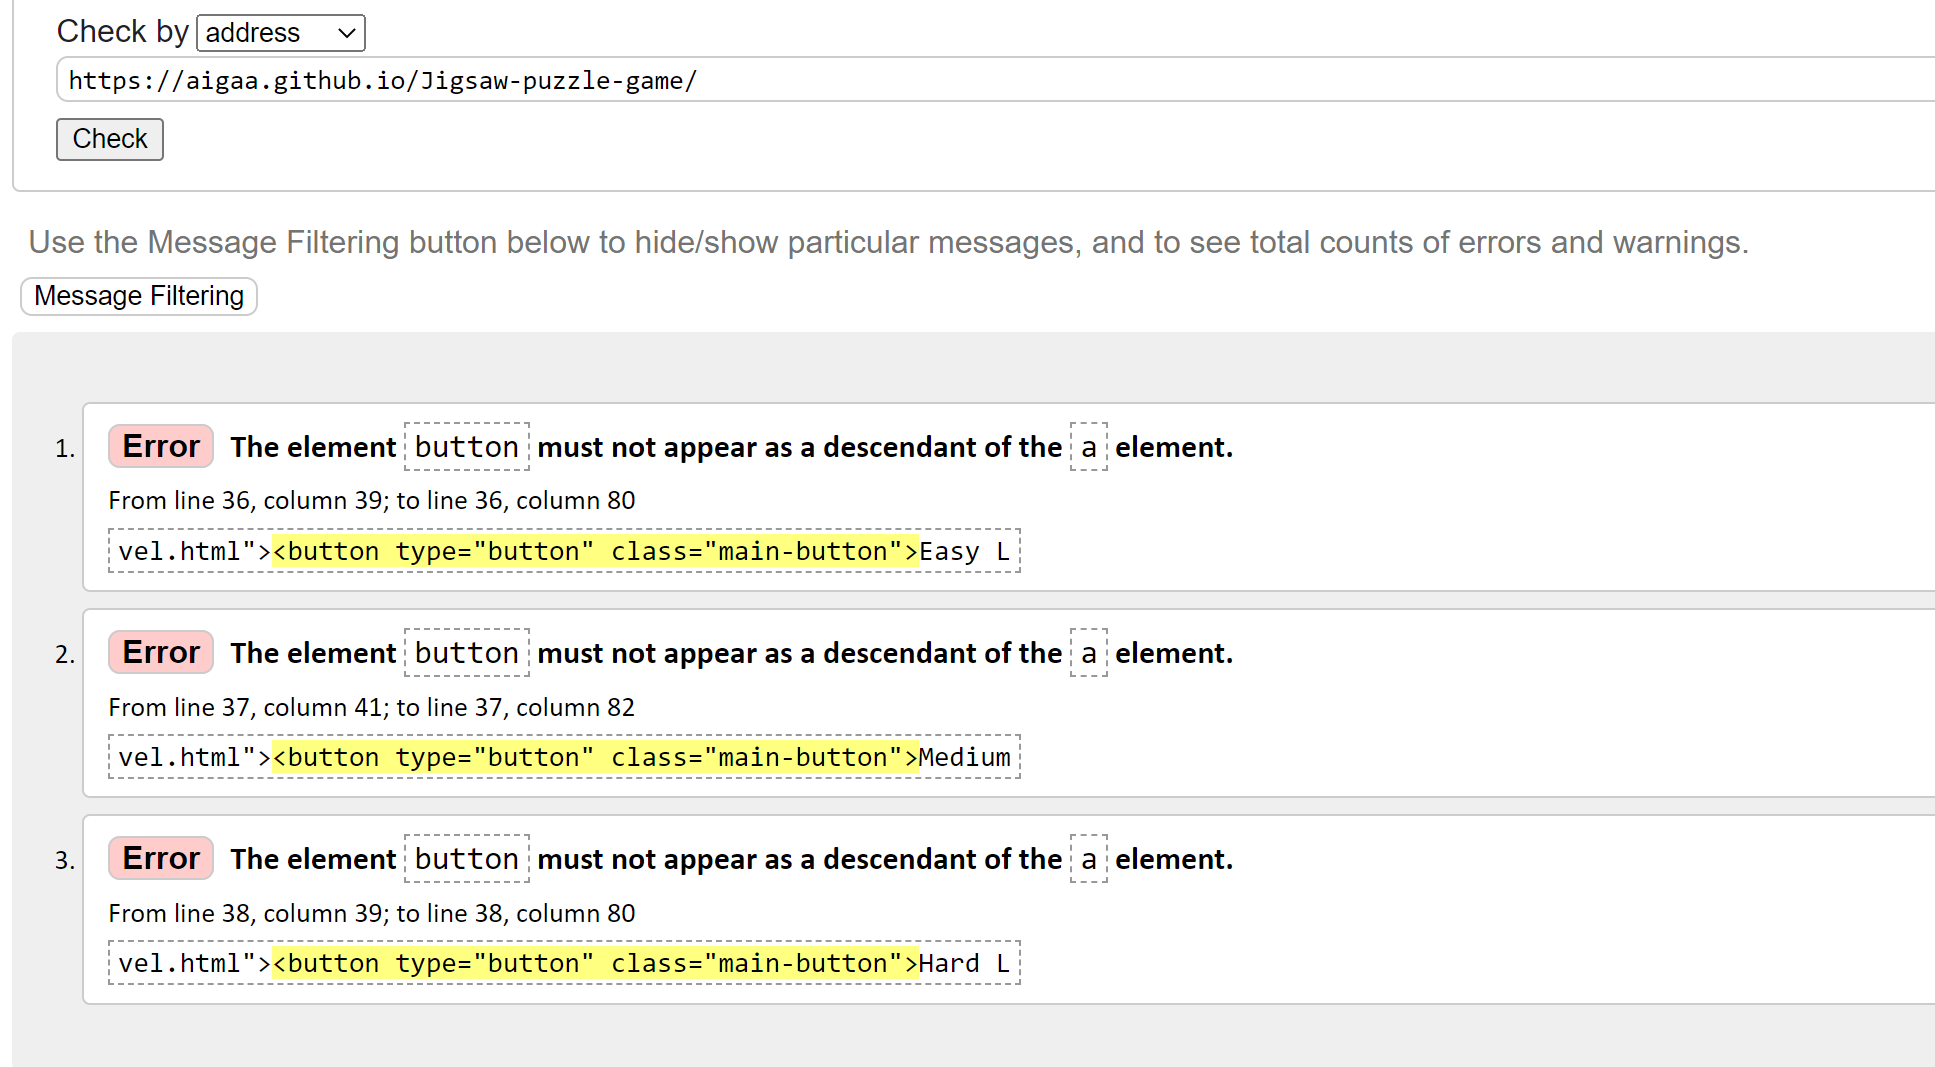 Check by address
https://aigaa.github.io/Jigsaw-puzzle-game/
Check
Use the Message Filtering button below to hide/show particular messages, and to see total counts of errors and warnings.
Message Filtering
1. Error The element button must not appear as a descendant of the a element.
From line 36, column 39; to line 36, column 80
vel.html"><button type="button" class="main-button">Easy L
2. Error The element button must not appear as a descendant of the a element.
From line 37, column 41; to line 37, column 82
vel.html"><button type="button" class="main-button">Medium
3. Error The element button must not appear as a descendant of the a element.
From line 38, column 39; to line 38, column 80
vel.html"><button type="button" class="main-button">Hard L